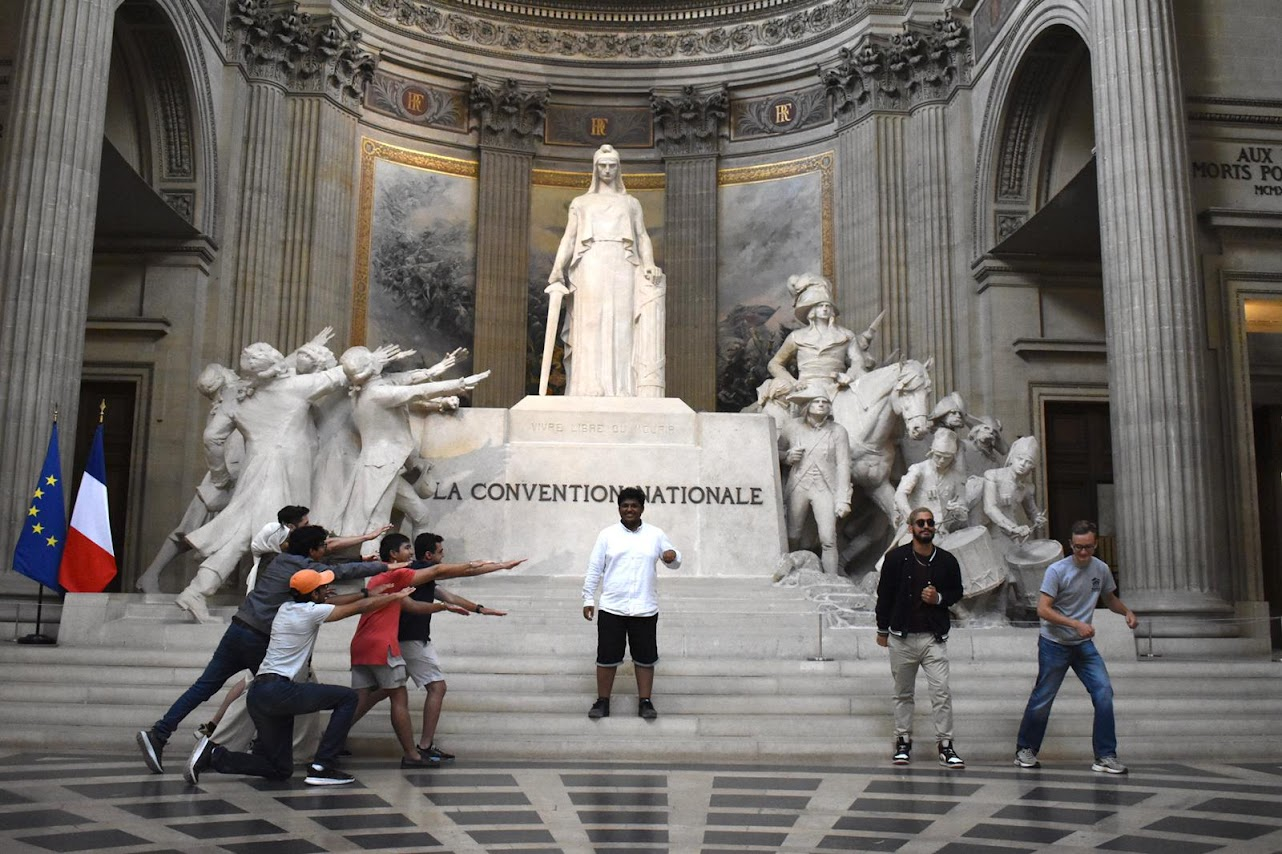 RF
RF
RF
AUX
MORTS PO
MCMX
VIVRE LIBRE OU MOURIR
LA CONVENTION NATIONALE